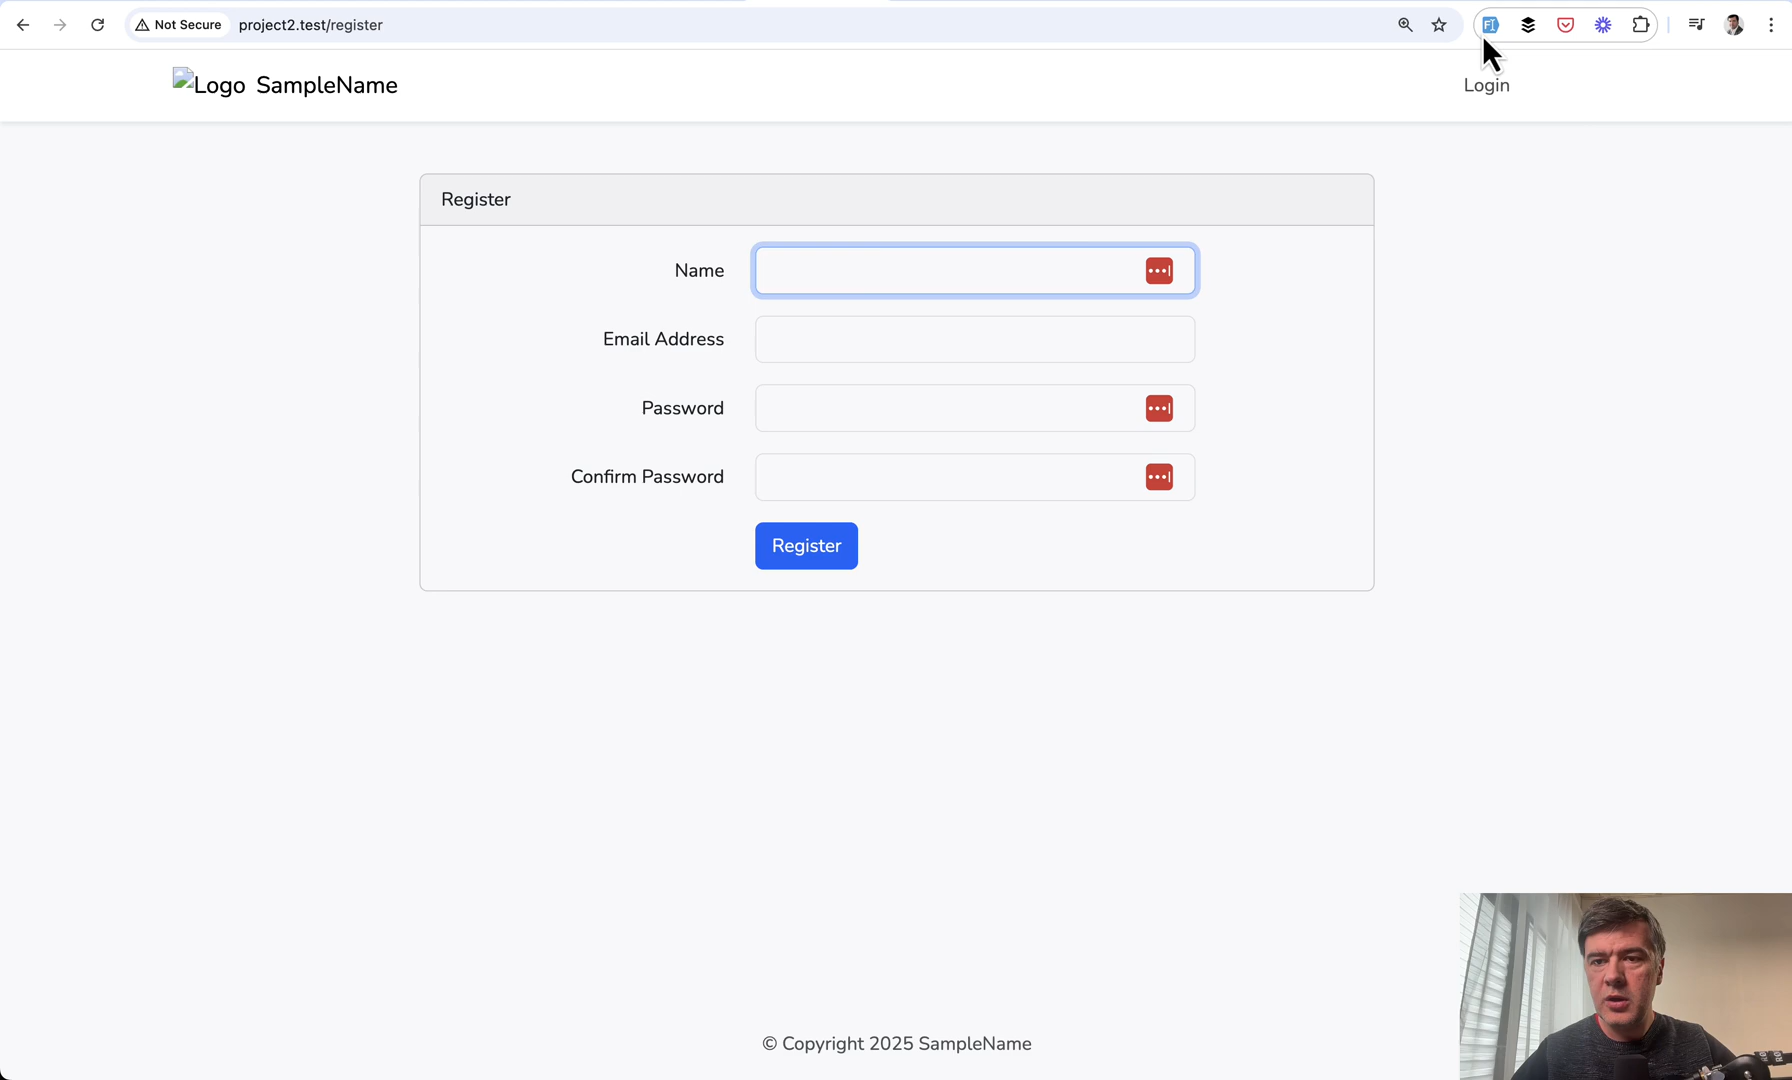 Not Secure project2.test/register
Logo SampleName
Login
Register
Name
Email Address
Password
Confirm Password
Register
© Copyright 2025 SampleName